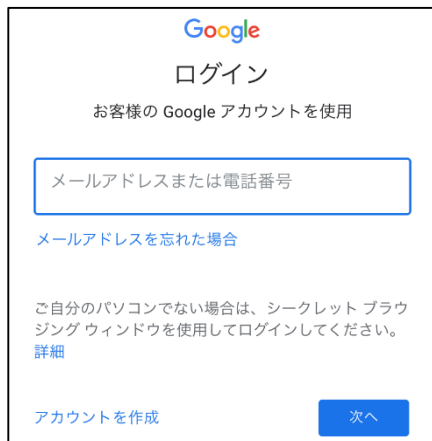 Google
ログイン
お客様の Google アカウントを使用
メールアドレスまたは電話番号
メールアドレスを忘れた場合
ご自分のパソコンでない場合は、シークレット ブラウ
ジング ウィンドウを使用してログインしてください。
詳細
アカウントを作成
次へ